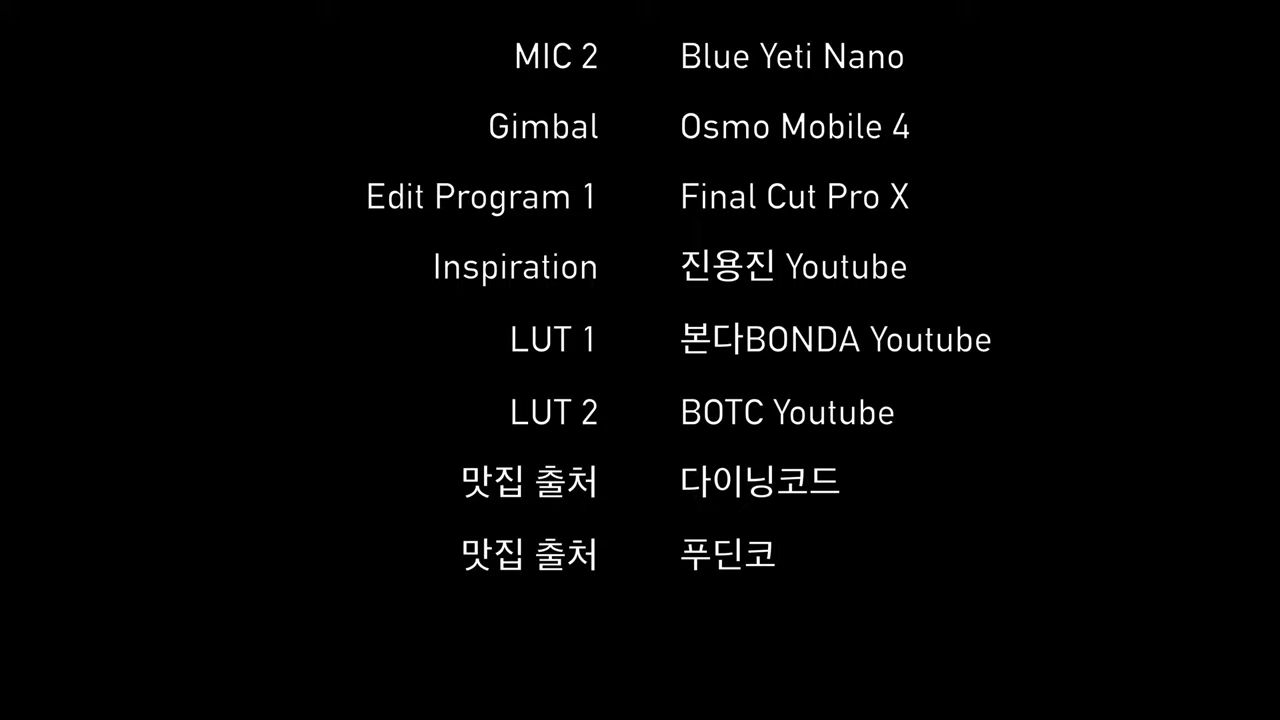 MIC 2 Blue Yeti Nano
Gimbal Osmo Mobile 4
Edit Program 1 Final Cut Pro X
Inspiration 진용진 Youtube
LUT 1 본다BONDA Youtube
LUT 2 BOTC Youtube
맛집 출처 다이닝코드
맛집 출처 푸딘코